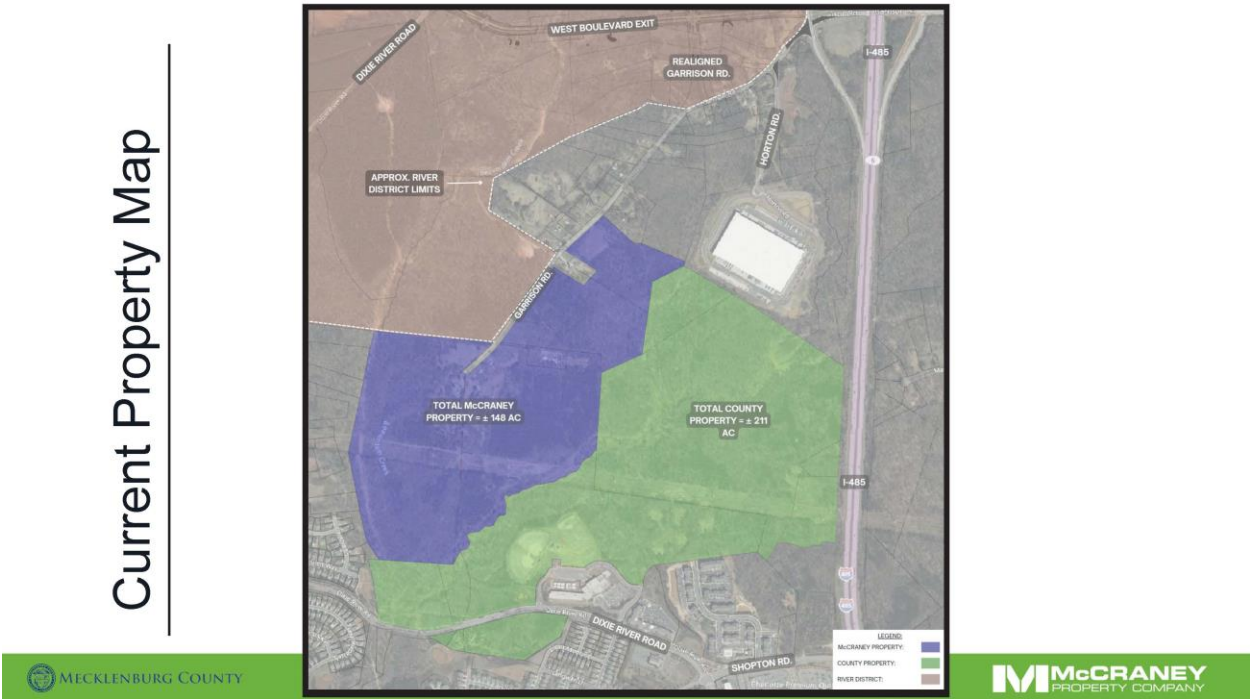 Current Property Map
WEST BOULEVARD EXIT
DIXIE RIVER ROAD
I-485
REALIGNED
GARRISON RD.
HORTON RD.
APPROX. RIVER
DISTRICT LIMITS
GARRISON RD.
TOTAL McCRANEY
PROPERTY = ± 148 AC
TOTAL COUNTY
PROPERTY = ± 211
AC
I-485
DIXIE RIVER ROAD
SHOPTON RD.
LEGEND:
McCRANEY PROPERTY:
COUNTY PROPERTY:
RIVER DISTRICT:
MECKLENBURG COUNTY
McCRANEY
PROPERTY COMPANY